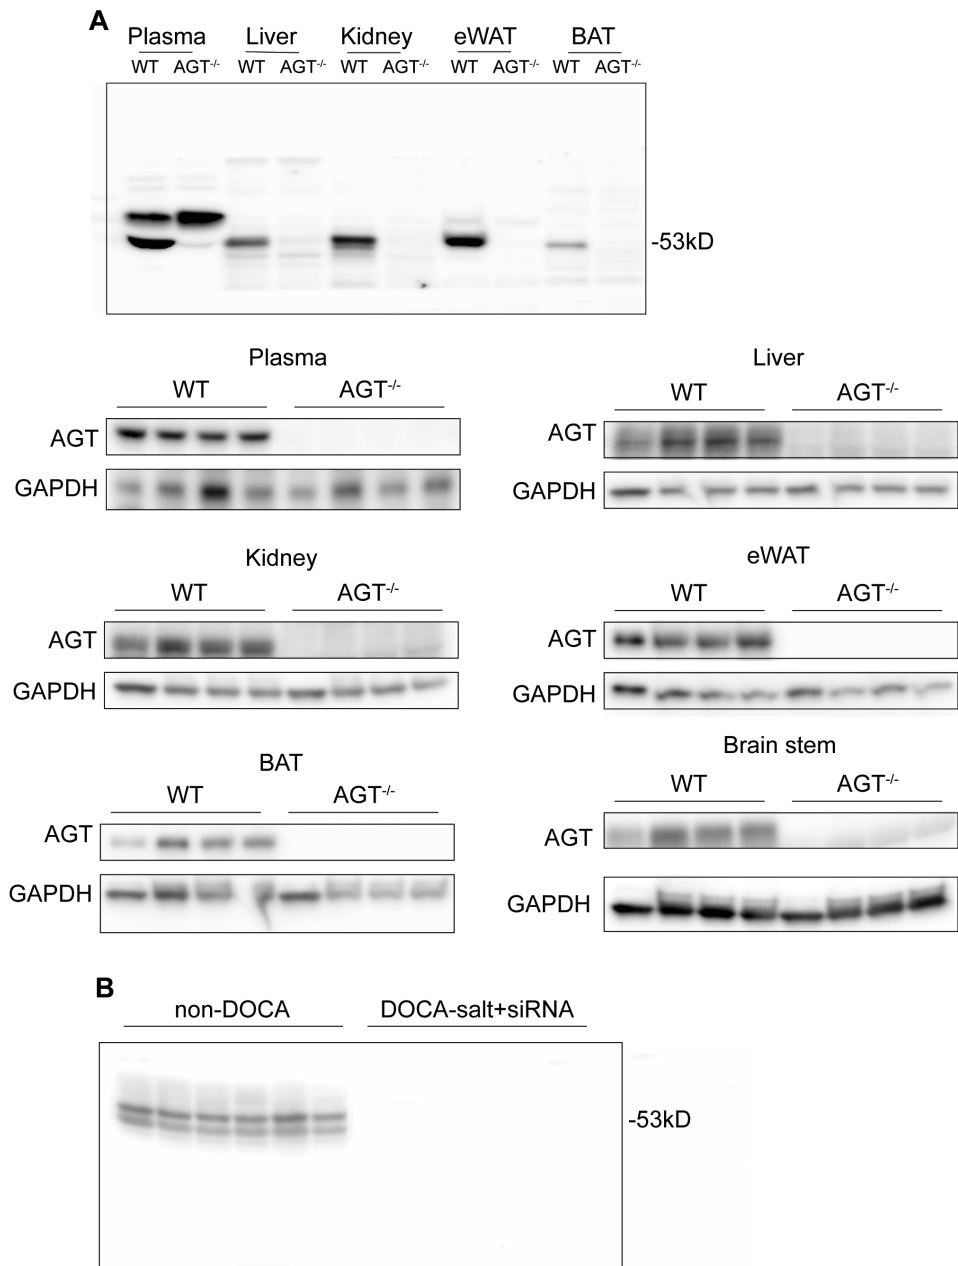 A
Plasma Liver Kidney eWAT BAT
WT AGT-/- WT AGT-/- WT AGT-/- WT AGT-/- WT AGT-/-
-53kD
Plasma
WT AGT-/-
AGT
GAPDH
Liver
WT AGT-/-
AGT
GAPDH
Kidney
WT AGT-/-
AGT
GAPDH
eWAT
WT AGT-/-
AGT
GAPDH
BAT
WT AGT-/-
AGT
GAPDH
Brain stem
WT AGT-/-
AGT
GAPDH
B
non-DOCA DOCA-salt+siRNA
-53kD